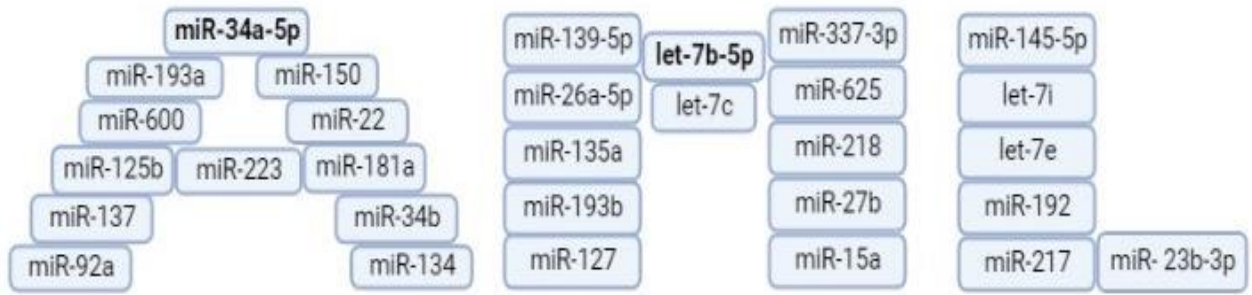 miR-34a-5p
miR-193a miR-150
miR-600 miR-22
miR-125b miR-223 miR-181a
miR-137 miR-34b
miR-92a miR-134
miR-139-5p let-7b-5p miR-337-3p
miR-26a-5p let-7c miR-625
miR-135a miR-218
miR-193b miR-27b
miR-127 miR-15a
miR-145-5p
let-7i
let-7e
miR-192
miR-217 miR- 23b-3p